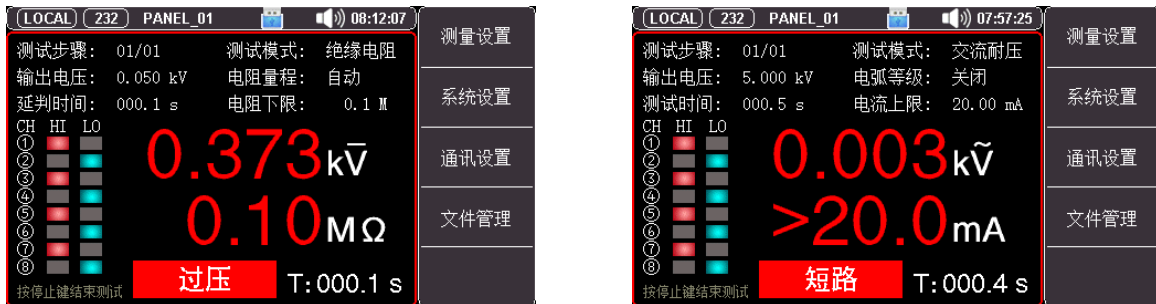 LOCAL 232 PANEL_01 08:12:07
测试步骤: 01/01 测试模式: 绝缘电阻
输出电压: 0.050 kV 电阻量程: 自动
延判时间: 000.1 s 电阻下限: 0.1 M
CH HI LO
①
②
③
④
⑤
⑥
⑦
⑧
0.373 kV
0.10 MΩ
过压 T:000.1 s
按停止键结束测试
测量设置
系统设置
通讯设置
文件管理
LOCAL 232 PANEL_01 07:57:25
测试步骤: 01/01 测试模式: 交流耐压
输出电压: 5.000 kV 电弧等级: 关闭
测试时间: 000.5 s 电流上限: 20.00 mA
CH HI LO
①
②
③
④
⑤
⑥
⑦
⑧
0.003 kṼ
>20.0 mA
短路 T:000.4 s
按停止键结束测试
测量设置
系统设置
通讯设置
文件管理